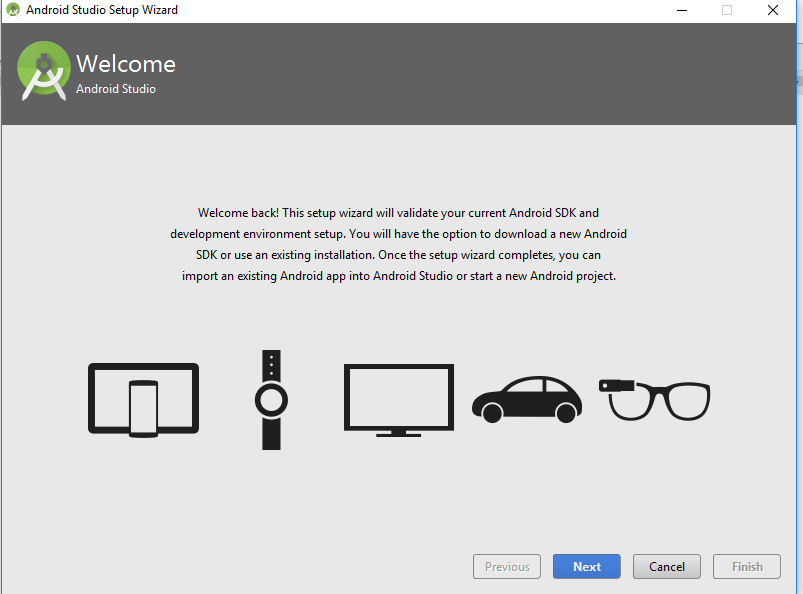 Android Studio Setup Wizard
Welcome
Android Studio
Welcome back! This setup wizard will validate your current Android SDK and
development environment setup. You will have the option to download a new Android
SDK or use an existing installation. Once the setup wizard completes, you can
import an existing Android app into Android Studio or start a new Android project.
Previous Next Cancel Finish